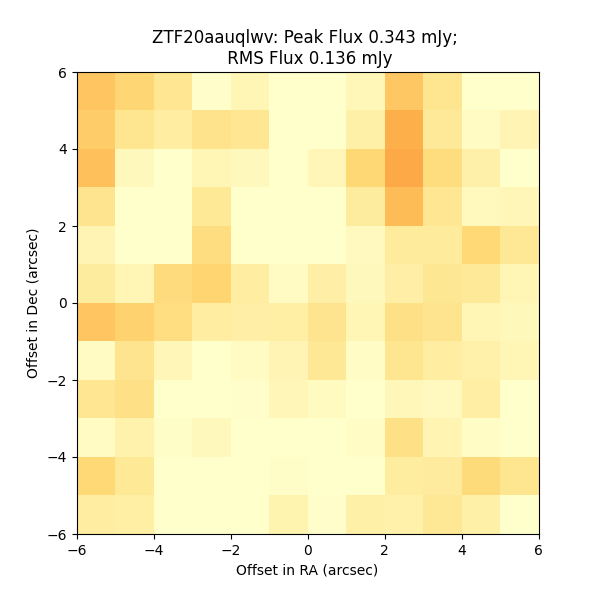 ZTF20aauqlwv: Peak Flux 0.343 mJy;
RMS Flux 0.136 mJy
6
4
2
0
−2
−4
−6
Offset in Dec (arcsec)
−6 −4 −2 0 2 4 6
Offset in RA (arcsec)